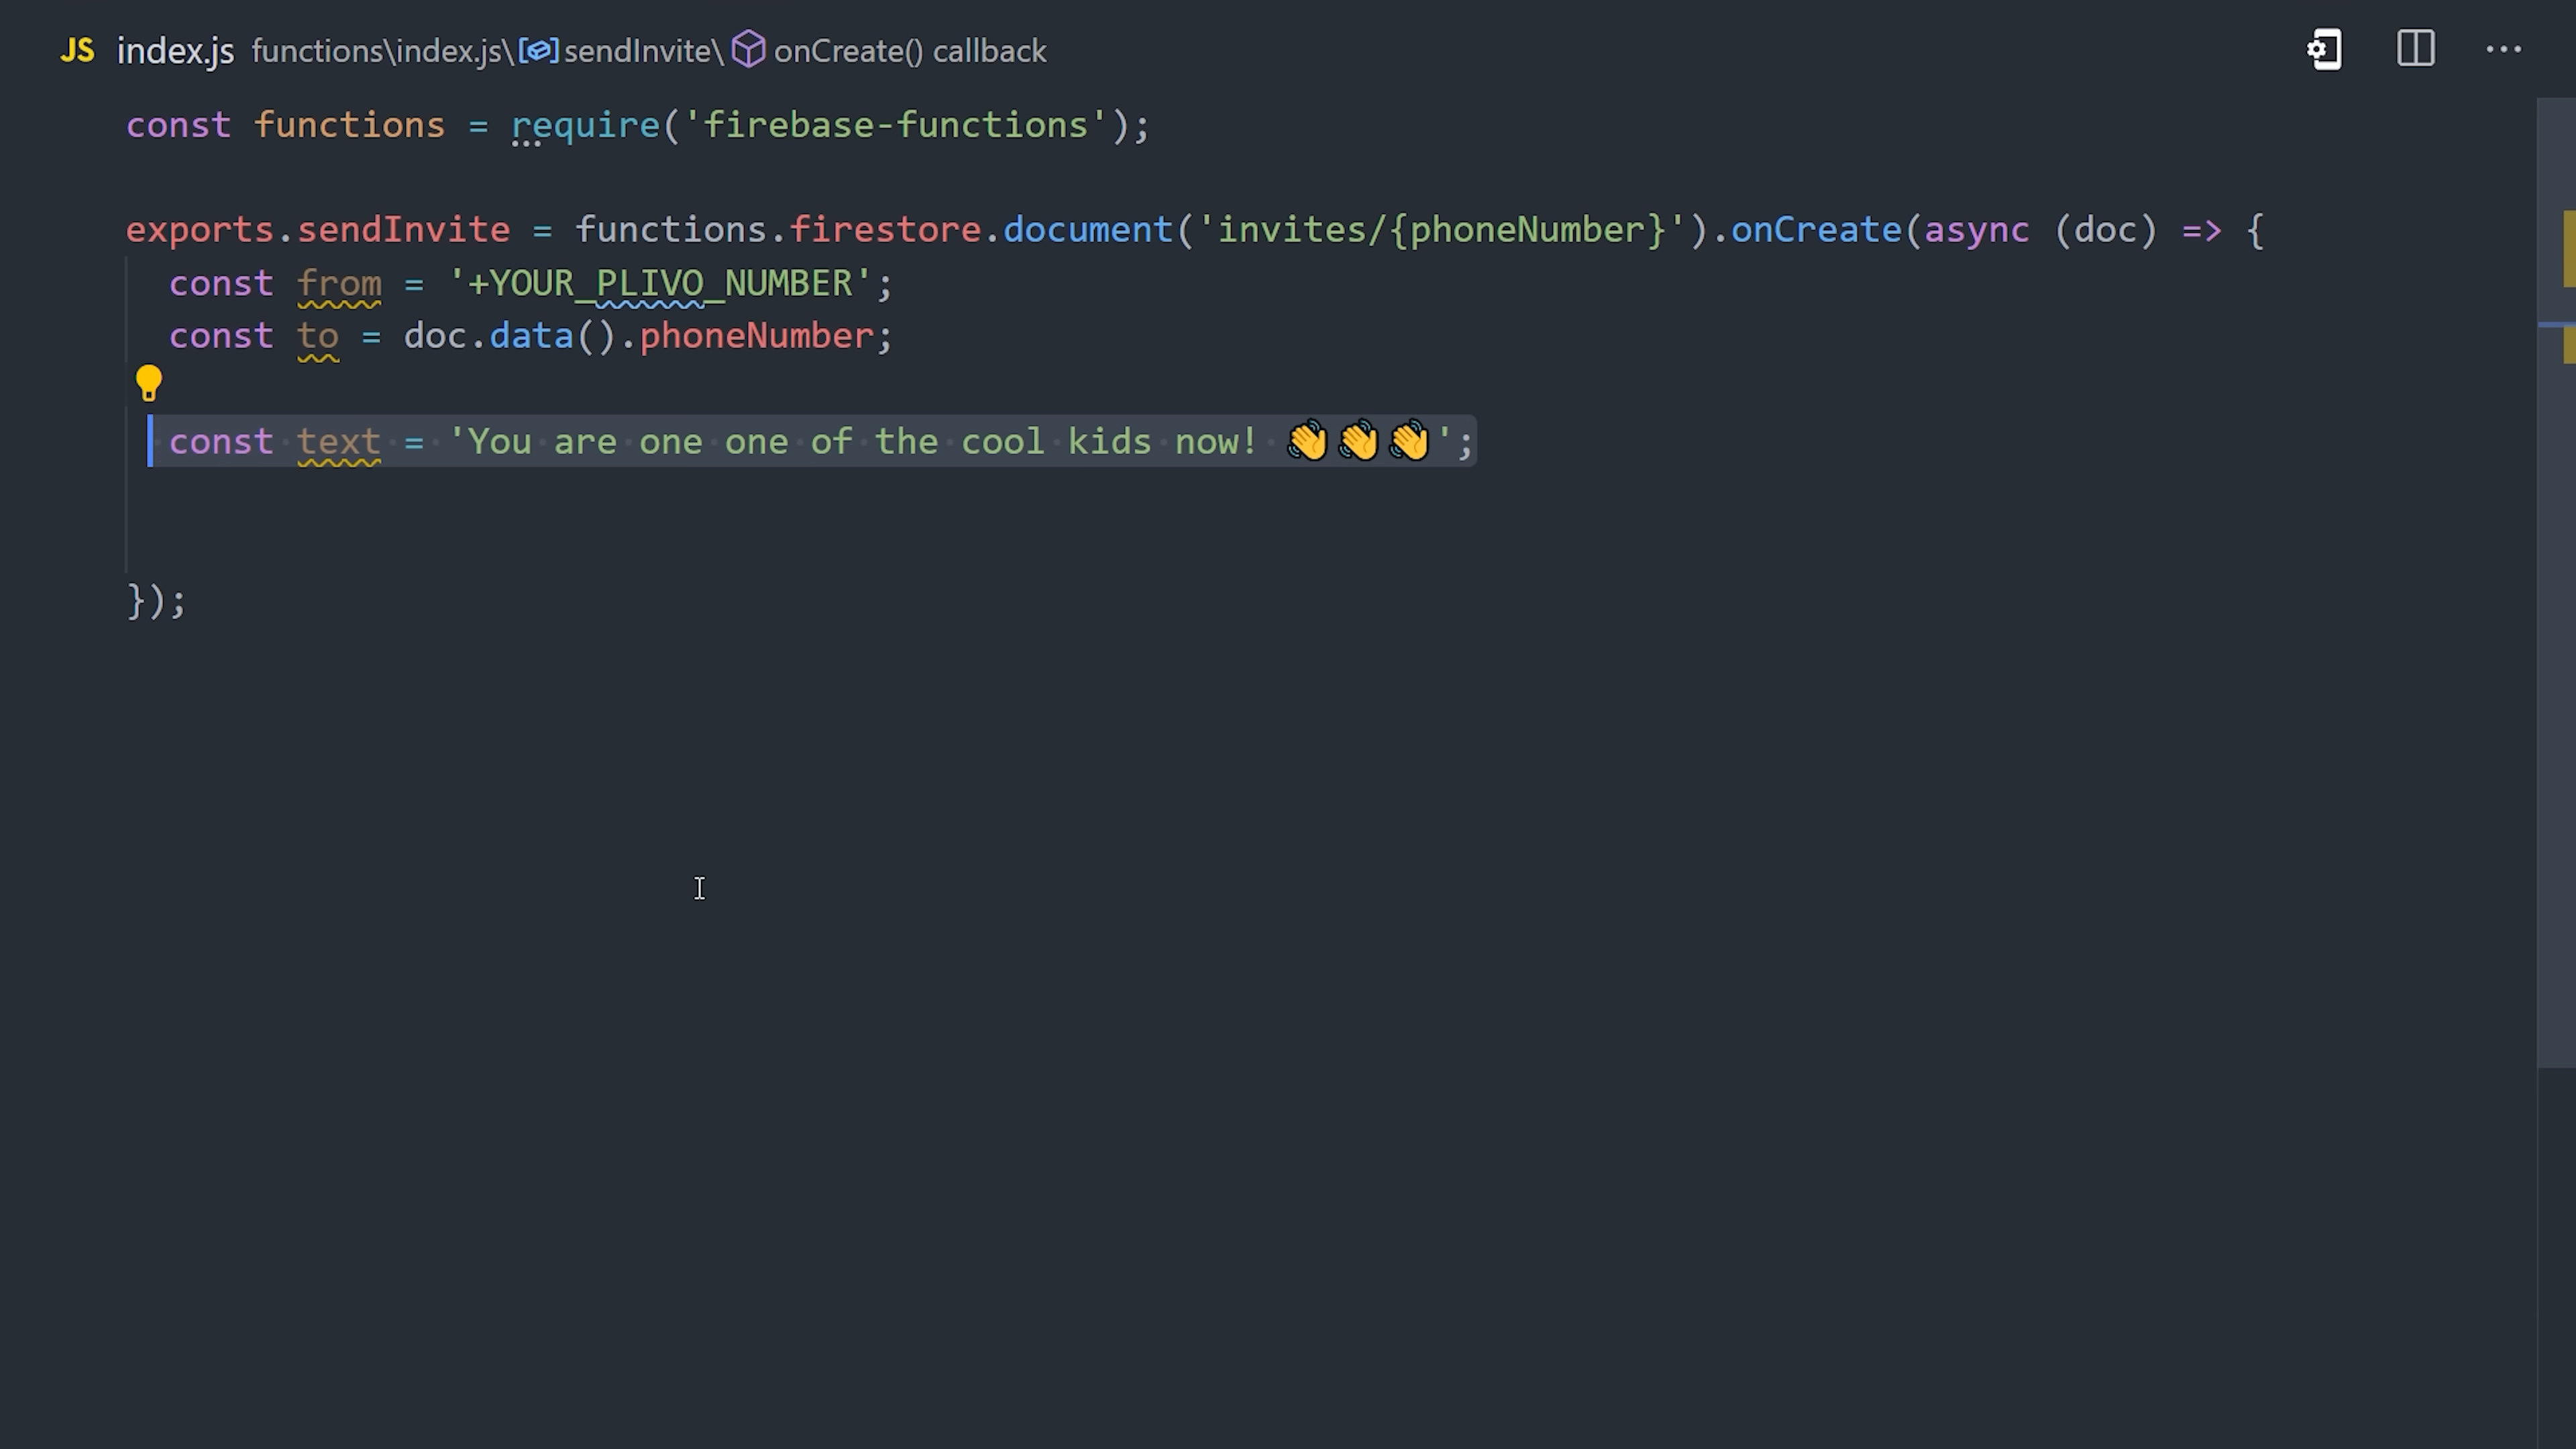 JS index.js functions\index.js\sendInvite\onCreate() callback
const functions = require('firebase-functions');
exports.sendInvite = functions.firestore.document('invites/{phoneNumber}').onCreate(async (doc) => {
const from = '+YOUR_PLIVO_NUMBER';
const to = doc.data().phoneNumber;
const text = 'You are one one of the cool kids now! 👋👋👋';
});